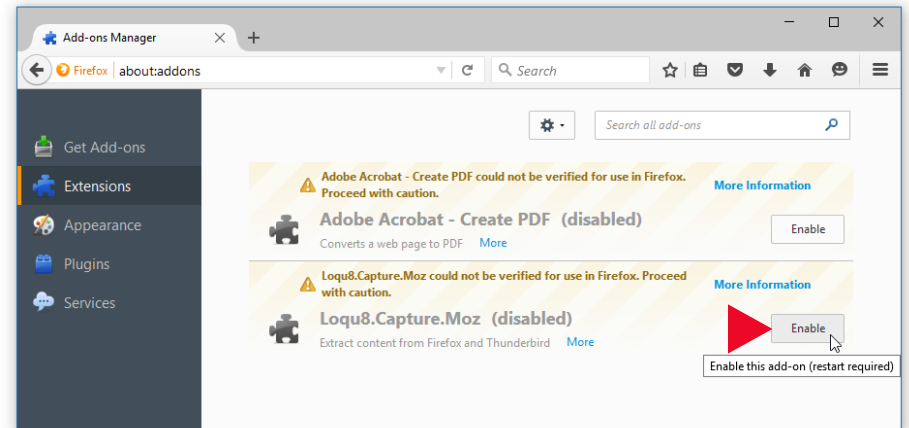 Add-ons Manager
Firefox about:addons
Search
Search all add-ons
Get Add-ons
Extensions
Appearance
Plugins
Services
Adobe Acrobat - Create PDF could not be verified for use in Firefox.
Proceed with caution.
More Information
Adobe Acrobat - Create PDF (disabled)
Converts a web page to PDF More
Enable
Loqu8.Capture.Moz could not be verified for use in Firefox. Proceed
with caution.
More Information
Loqu8.Capture.Moz (disabled)
Extract content from Firefox and Thunderbird More
Enable
Enable this add-on (restart required)